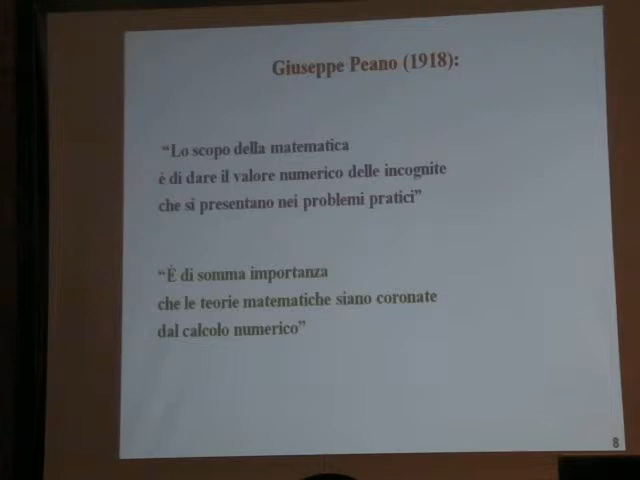 Giuseppe Peano (1918):
“Lo scopo della matematica
è di dare il valore numerico delle incognite
che si presentano nei problemi pratici”
“È di somma importanza
che le teorie matematiche siano coronate
dal calcolo numerico”
8